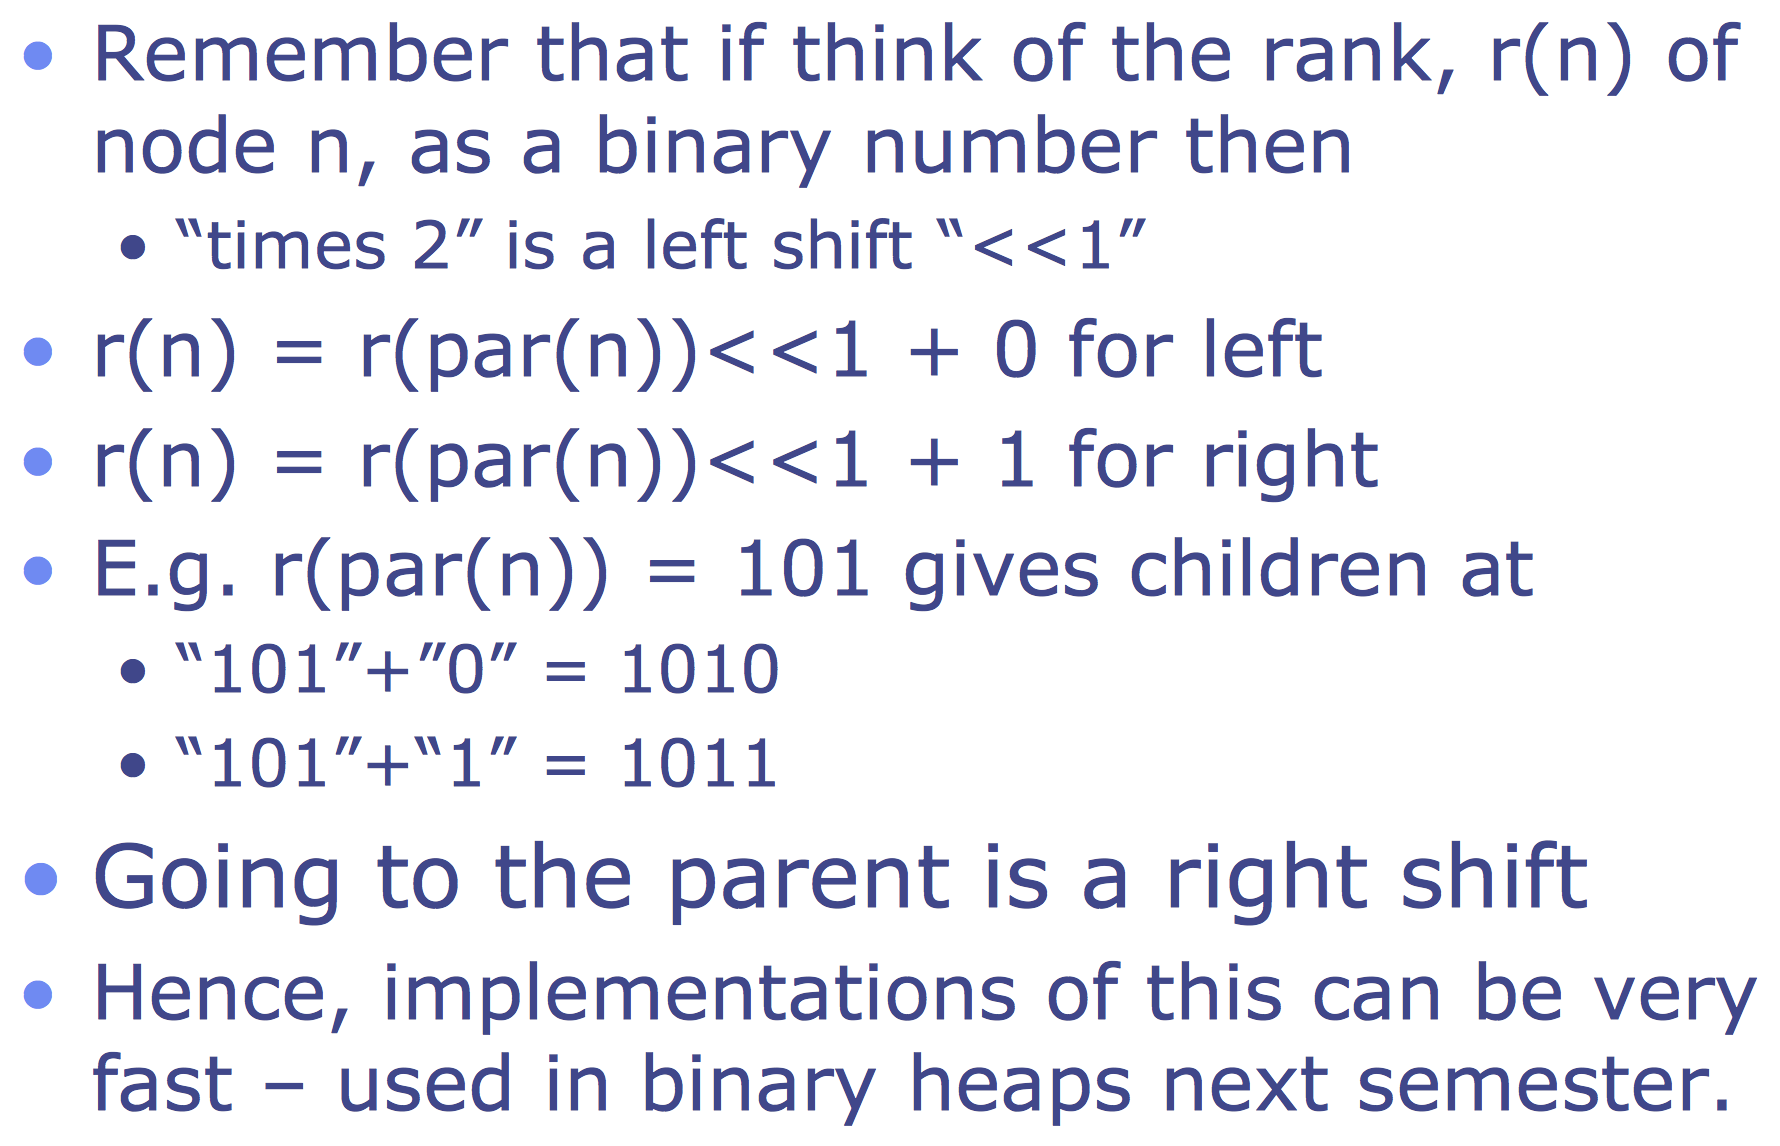 • Remember that if think of the rank, r(n) of
node n, as a binary number then
• “times 2” is a left shift “<<1”
• r(n) = r(par(n))<<1 + 0 for left
• r(n) = r(par(n))<<1 + 1 for right
• E.g. r(par(n)) = 101 gives children at
• “101”+”0” = 1010
• “101”+“1” = 1011
• Going to the parent is a right shift
• Hence, implementations of this can be very
fast – used in binary heaps next semester.